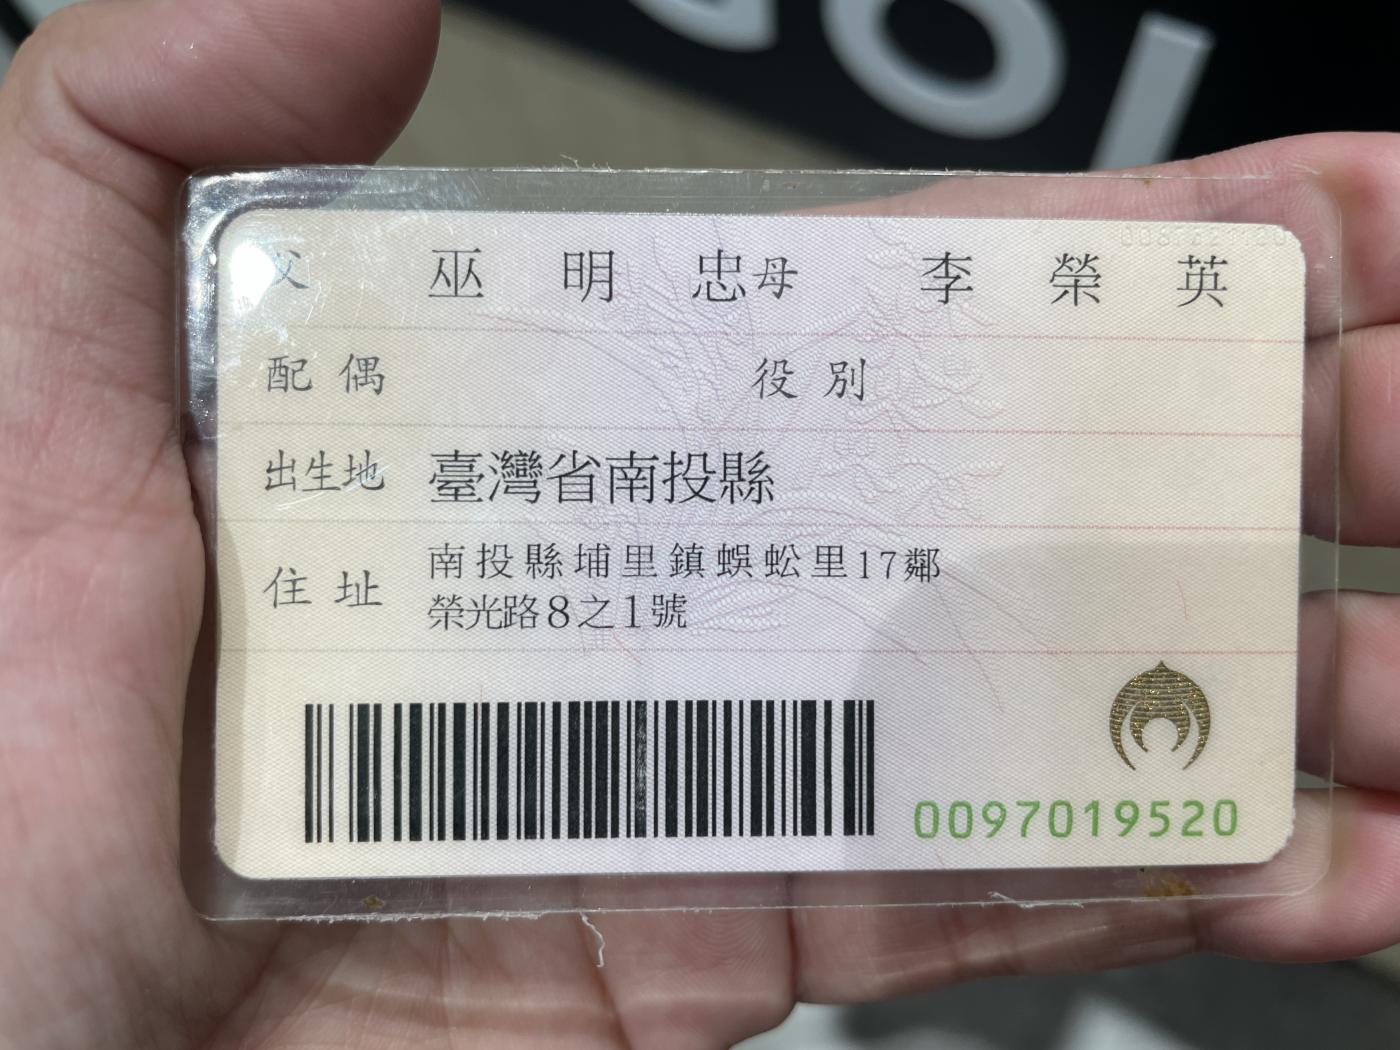 父 巫明忠 母 李榮英
配偶 役別
出生地 臺灣省南投縣
住址 南投縣埔里鎮蜈蚣里17鄰
榮光路8之1號
0097019520